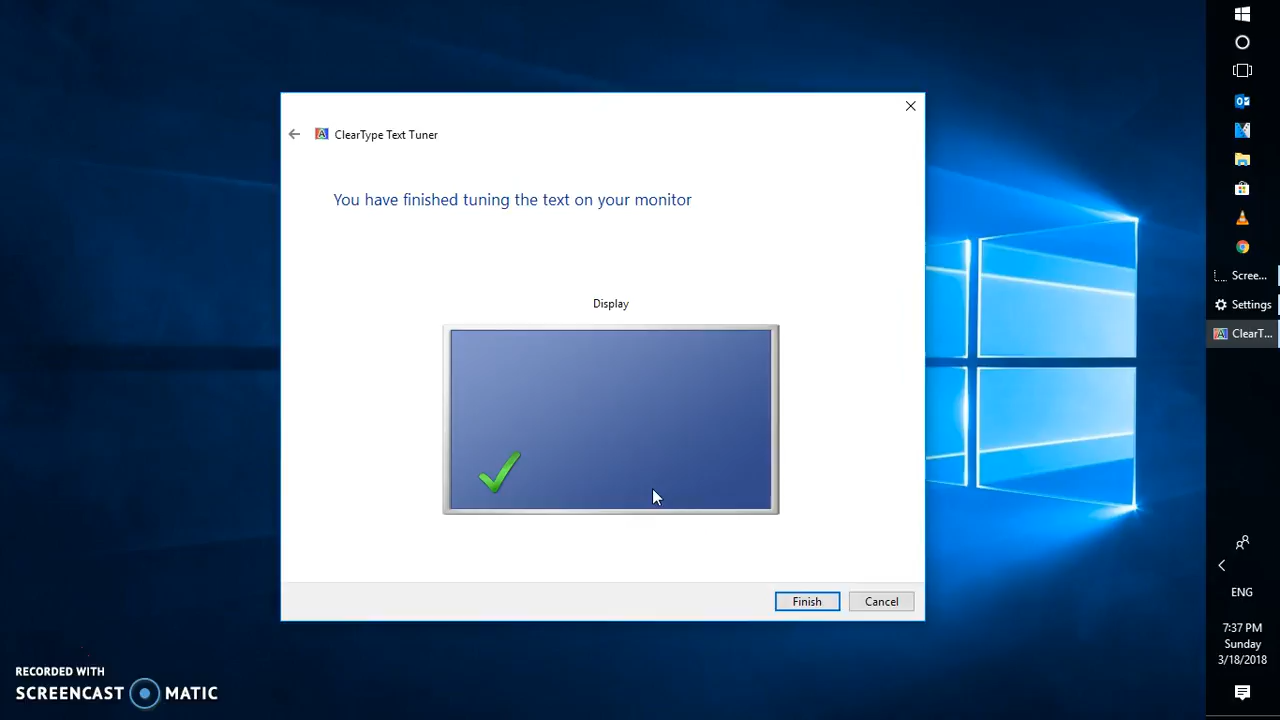 ClearType Text Tuner
You have finished tuning the text on your monitor
Display
Finish
Cancel
Scree...
Settings
ClearT...
ENG
7:37 PM
Sunday
3/18/2018
RECORDED WITH
SCREENCAST MATIC